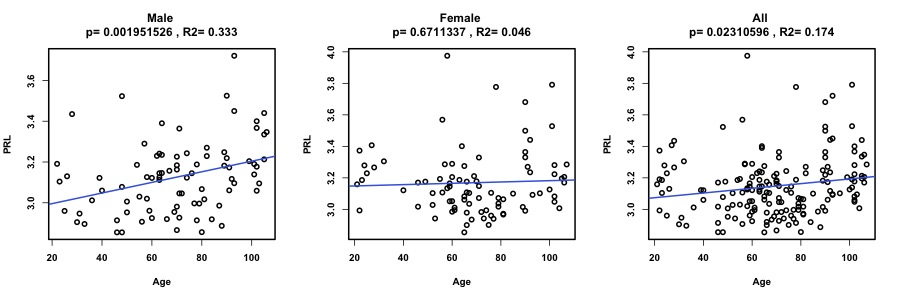 Male
p= 0.001951526 , R2= 0.333
PRL
3.6
3.4
3.2
3.0
20 40 60 80 100
Age
Female
p= 0.6711337 , R2= 0.046
PRL
4.0
3.8
3.6
3.4
3.2
3.0
20 40 60 80 100
Age
All
p= 0.02310596 , R2= 0.174
PRL
4.0
3.8
3.6
3.4
3.2
3.0
20 40 60 80 100
Age